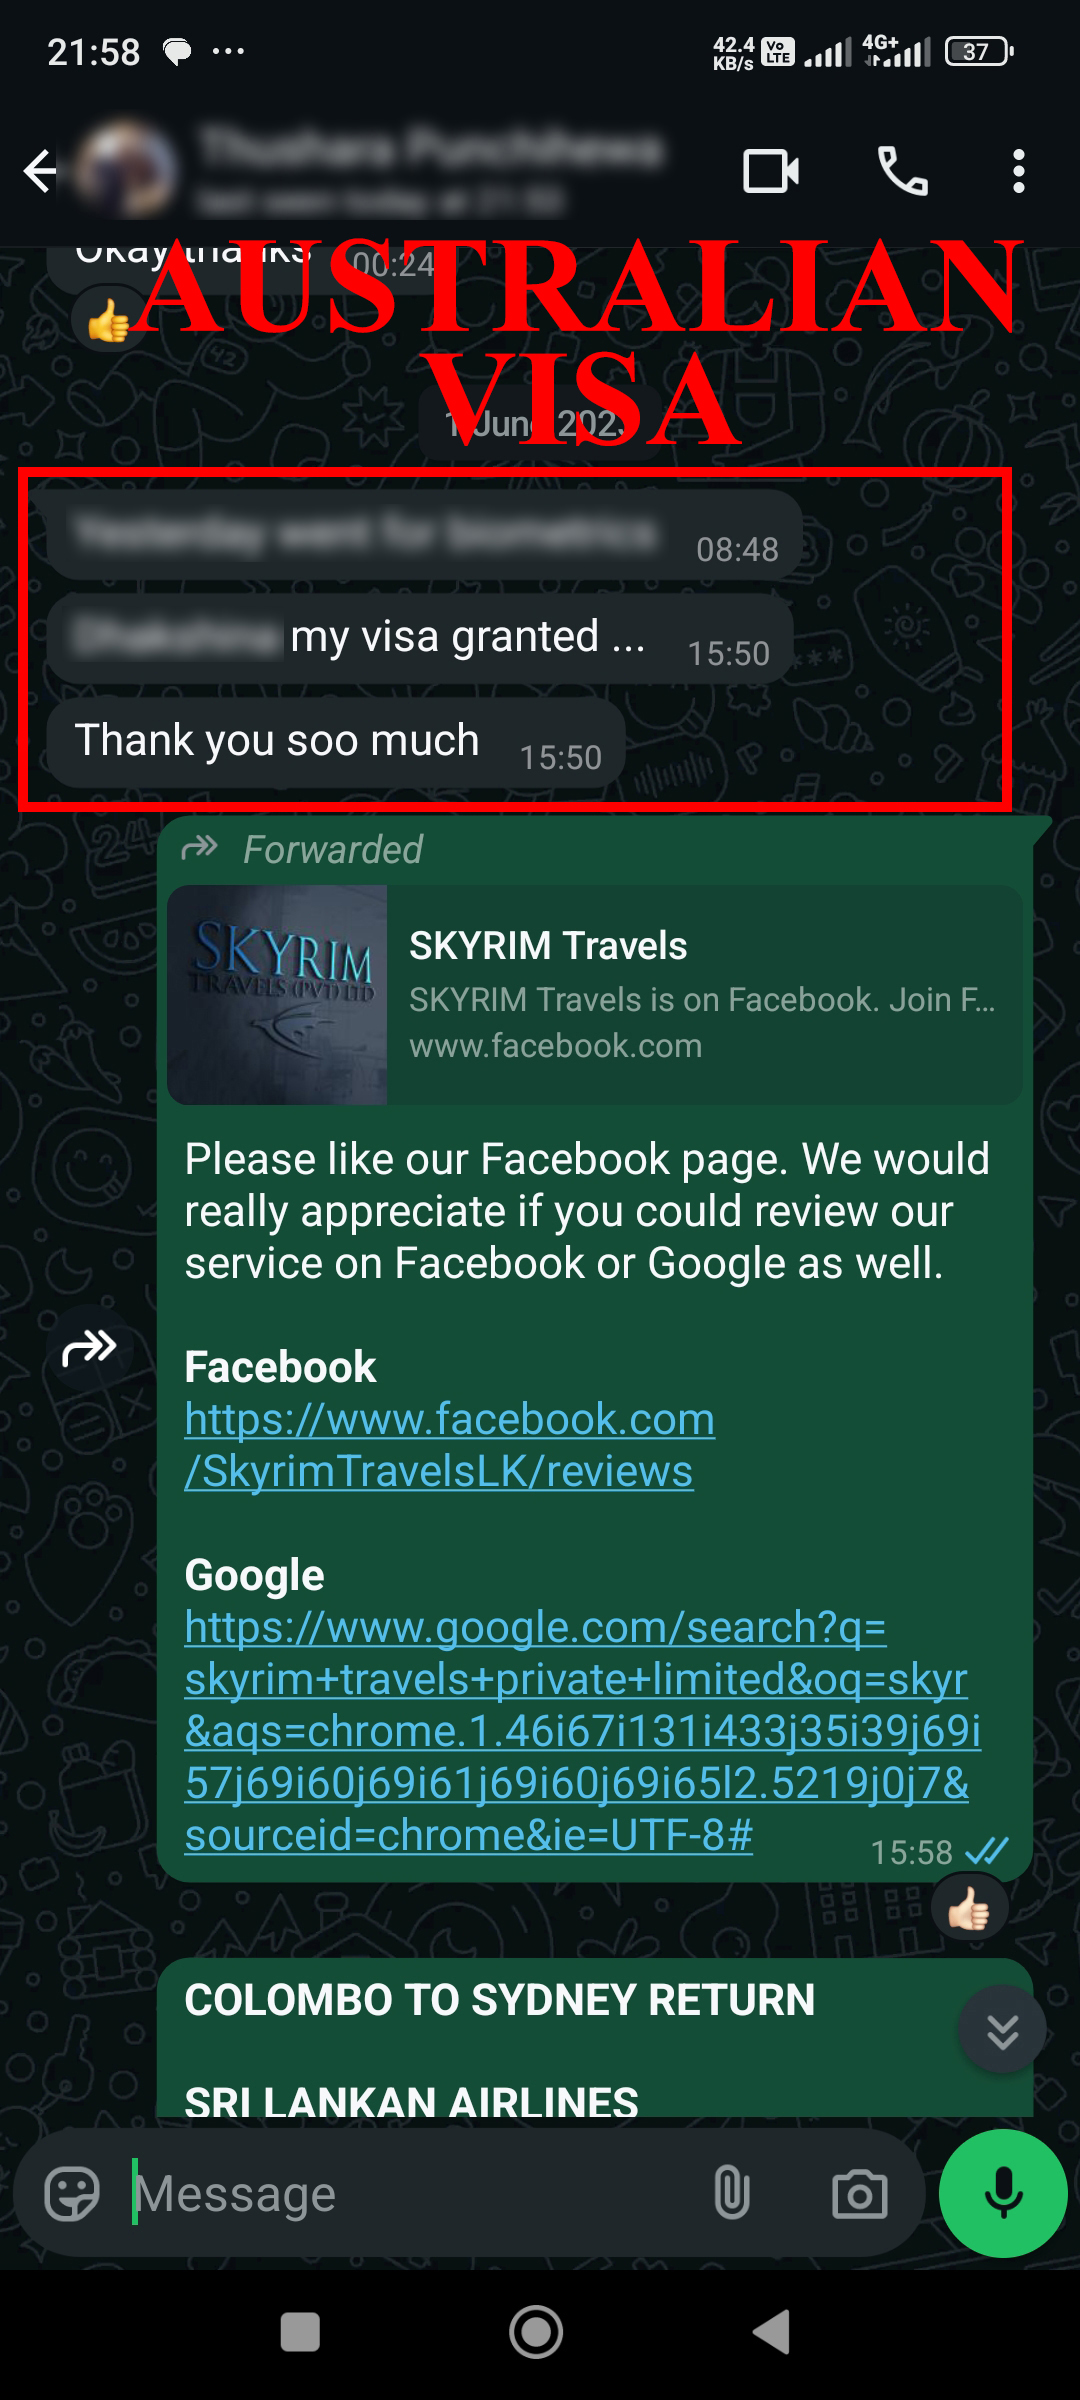 21:58
42.4
KB/s
Vo
LTE
4G+
37
Okay thanks 00:24
AUSTRALIAN
VISA
1 June 202
08:48
my visa granted ... 15:50
Thank you soo much 15:50
Forwarded
SKYRIM
TRAVELS (PVT) LTD
SKYRIM Travels
SKYRIM Travels is on Facebook. Join F...
www.facebook.com
Please like our Facebook page. We would
really appreciate if you could review our
service on Facebook or Google as well.
Facebook
https://www.facebook.com
/SkyrimTravelsLK/reviews
Google
https://www.google.com/search?q=
skyrim+travels+private+limited&oq=skyr
&aqs=chrome.1.46i67i131i433j35i39j69i
57j69i60j69i61j69i60j69i65l2.5219j0j7&
sourceid=chrome&ie=UTF-8#
15:58
COLOMBO TO SYDNEY RETURN
SRI LANKAN AIRLINES
Message